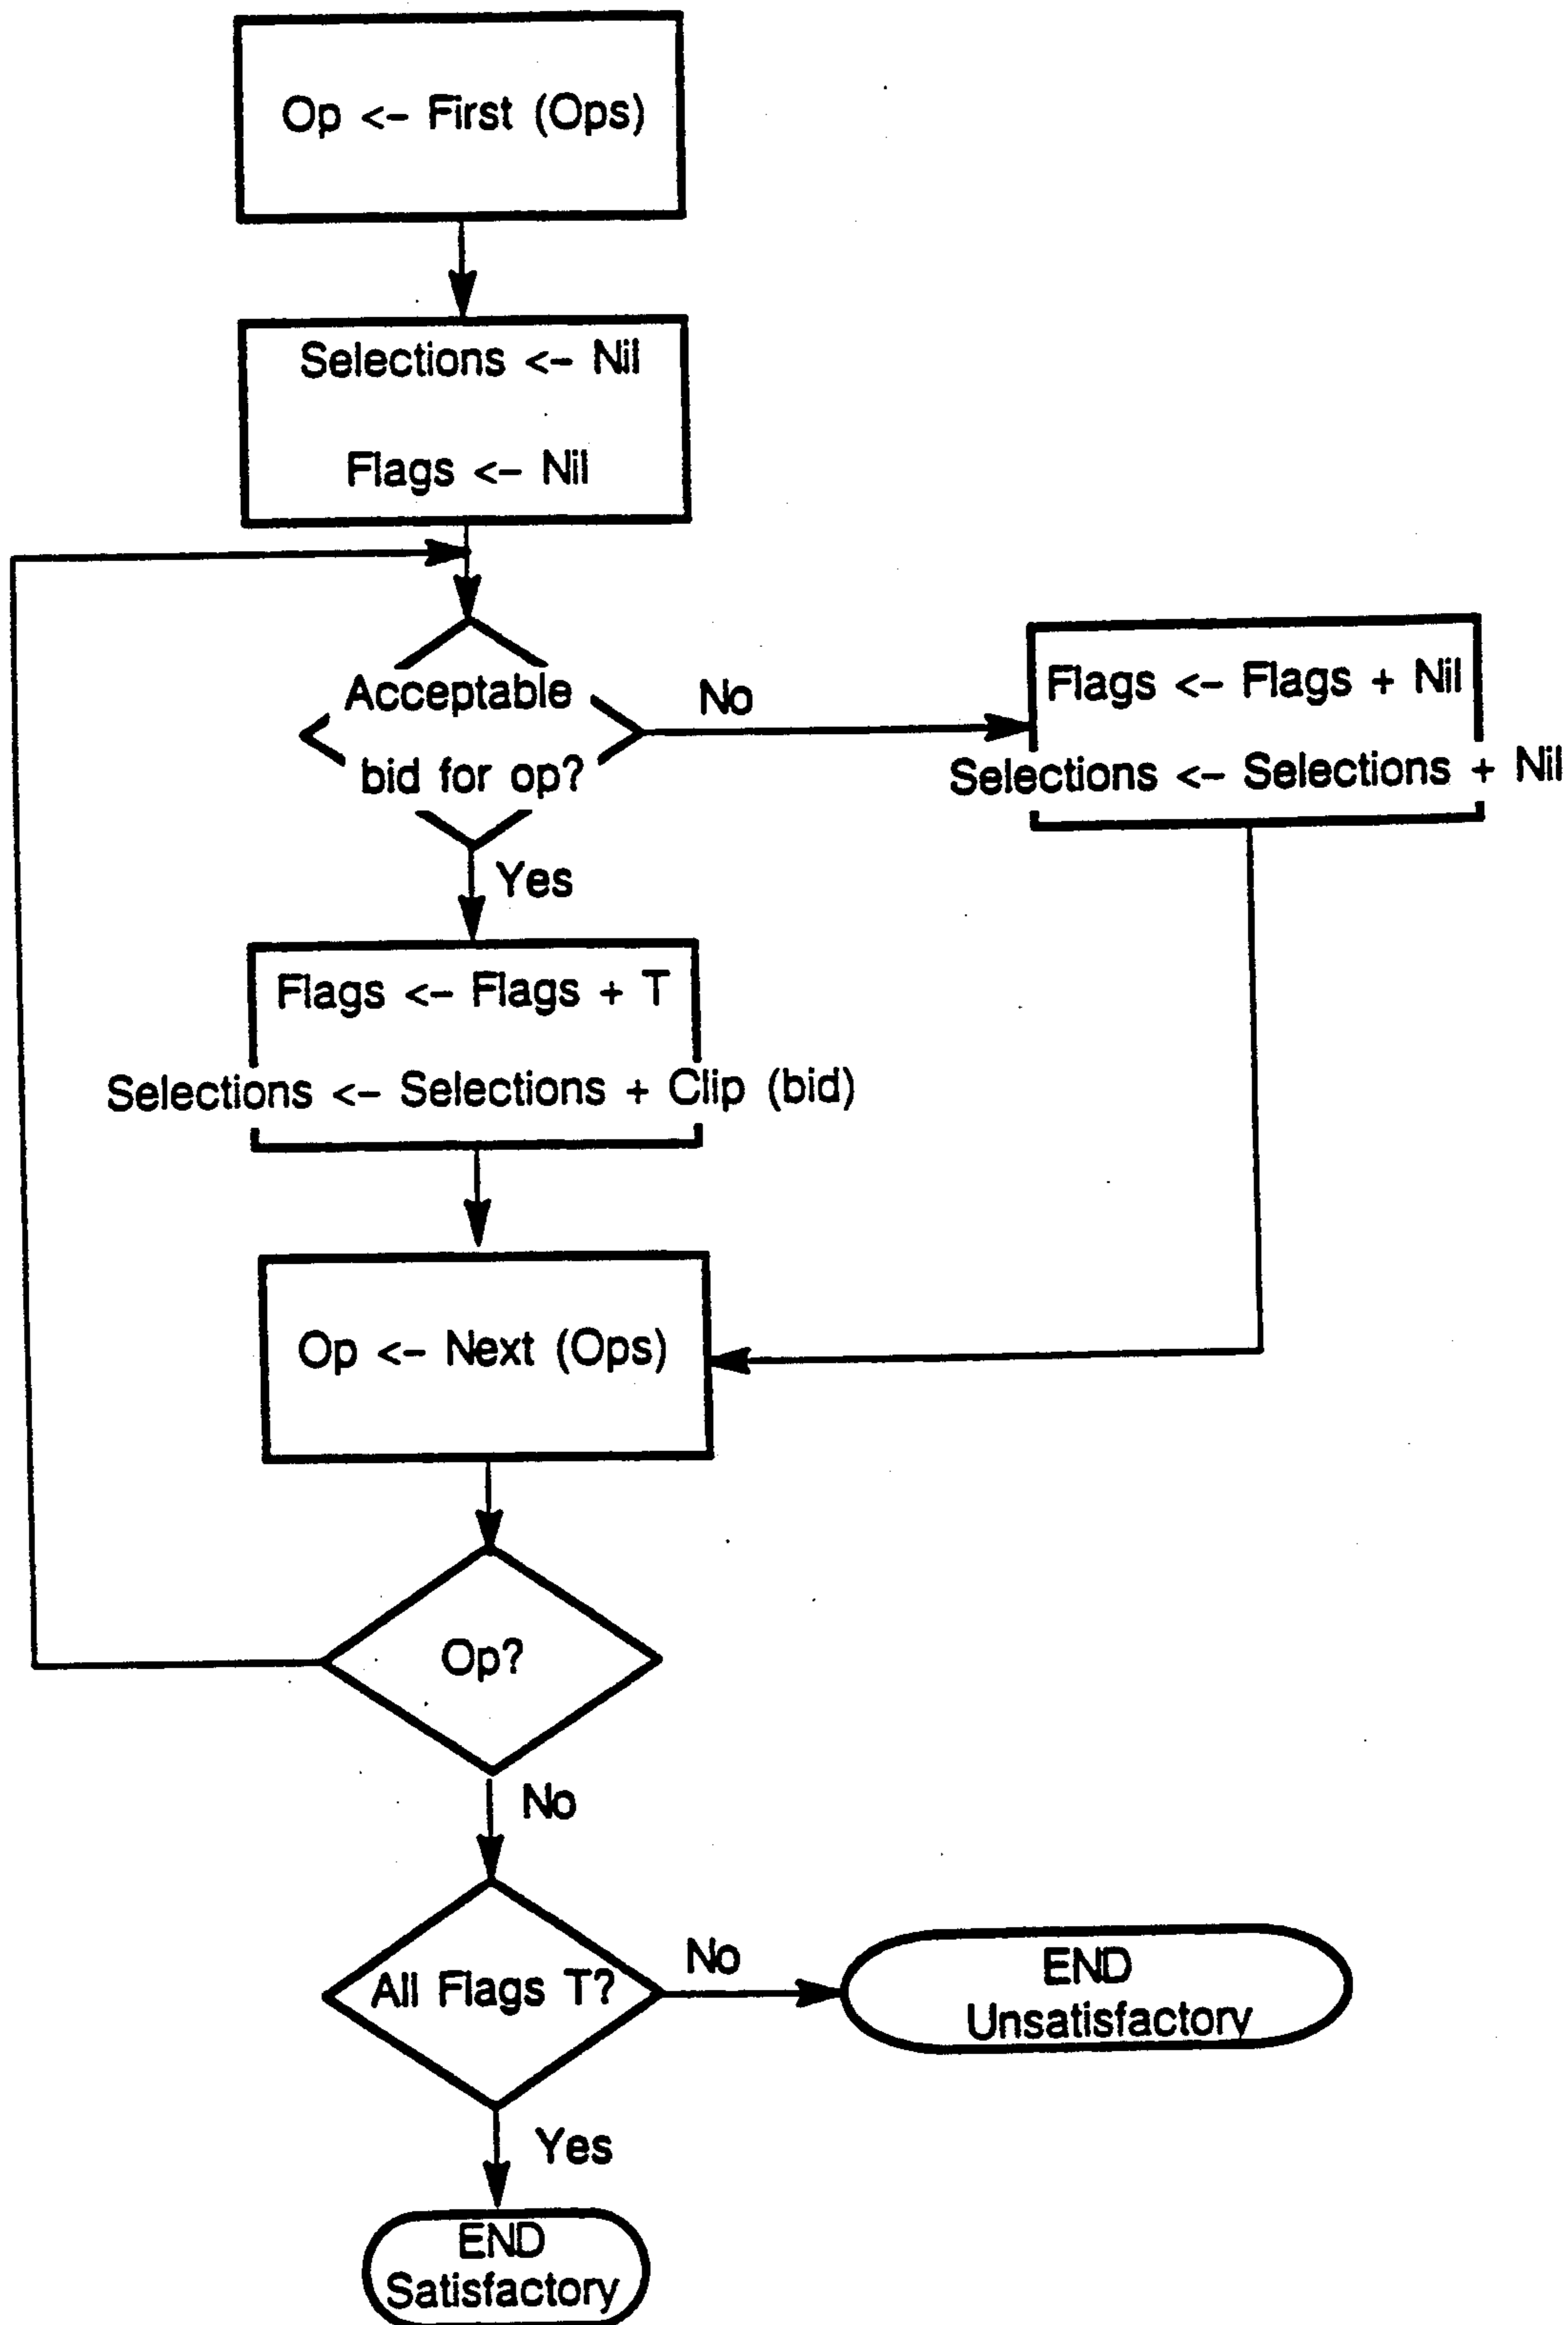 Op <- First (Ops)
Selections <- Nil
Flags <- Nil
Acceptable
bid for op?
No
Flags <- Flags + Nil
Selections <- Selections + Nil
Yes
Flags <- Flags + T
Selections <- Selections + Clip (bid)
Op <- Next (Ops)
Op?
No
All Flags T?
No
END
Unsatisfactory
Yes
END
Satisfactory